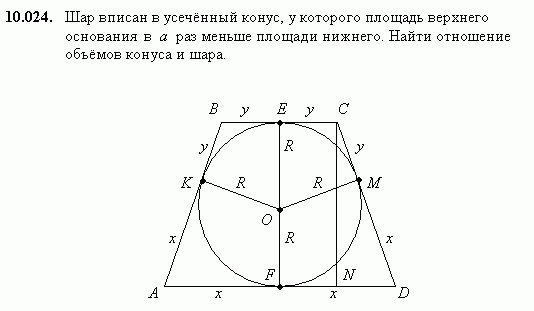 10.024. Шар вписан в усечённый конус, у которого площадь верхнего
основания в a раз меньше площади нижнего. Найти отношение
объёмов конуса и шара.
B y E y C
y R y
K R R M
O
x R x
F N
A x x D